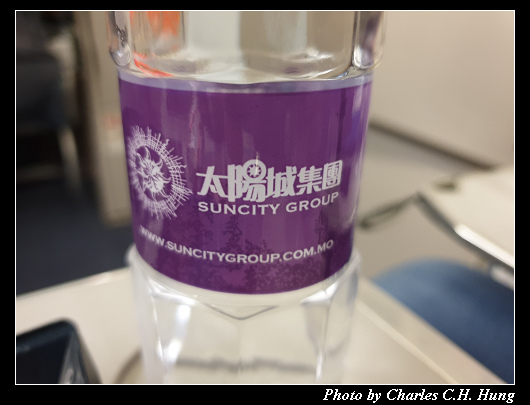 太陽城集團
SUNCITY GROUP
WWW.SUNCITYGROUP.COM.MO
Photo by Charles C.H. Hung